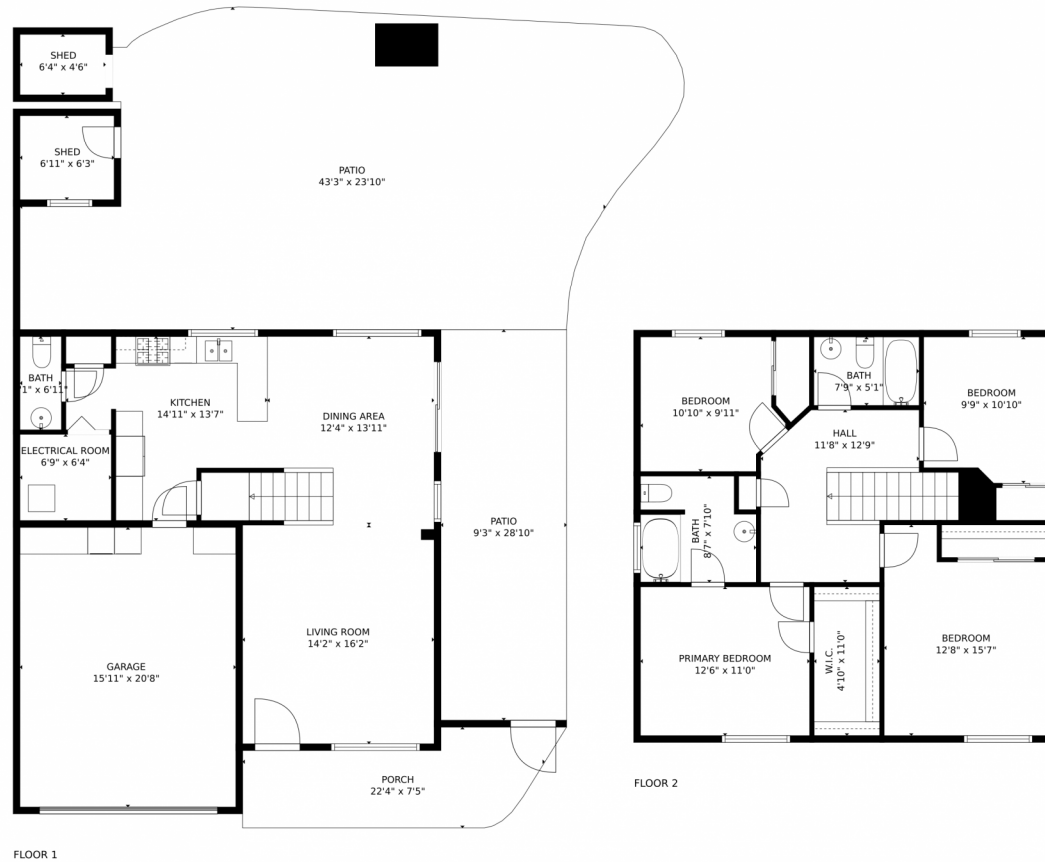 SHED
6'4" x 4'6"
SHED
6'11" x 6'3"
PATIO
43'3" x 23'10"
BATH
1" x 6'11"
KITCHEN
14'11" x 13'7"
DINING AREA
12'4" x 13'11"
ELECTRICAL ROOM
6'9" x 6'4"
PATIO
9'3" x 28'10"
LIVING ROOM
14'2" x 16'2"
GARAGE
15'11" x 20'8"
PORCH
22'4" x 7'5"
FLOOR 1
BEDROOM
10'10" x 9'11"
BATH
7'9" x 5'1"
BEDROOM
9'9" x 10'10"
HALL
11'8" x 12'9"
BATH
8'7" x 7'10"
PRIMARY BEDROOM
12'6" x 11'0"
W.I.C.
4'10" x 11'0"
BEDROOM
12'8" x 15'7"
FLOOR 2